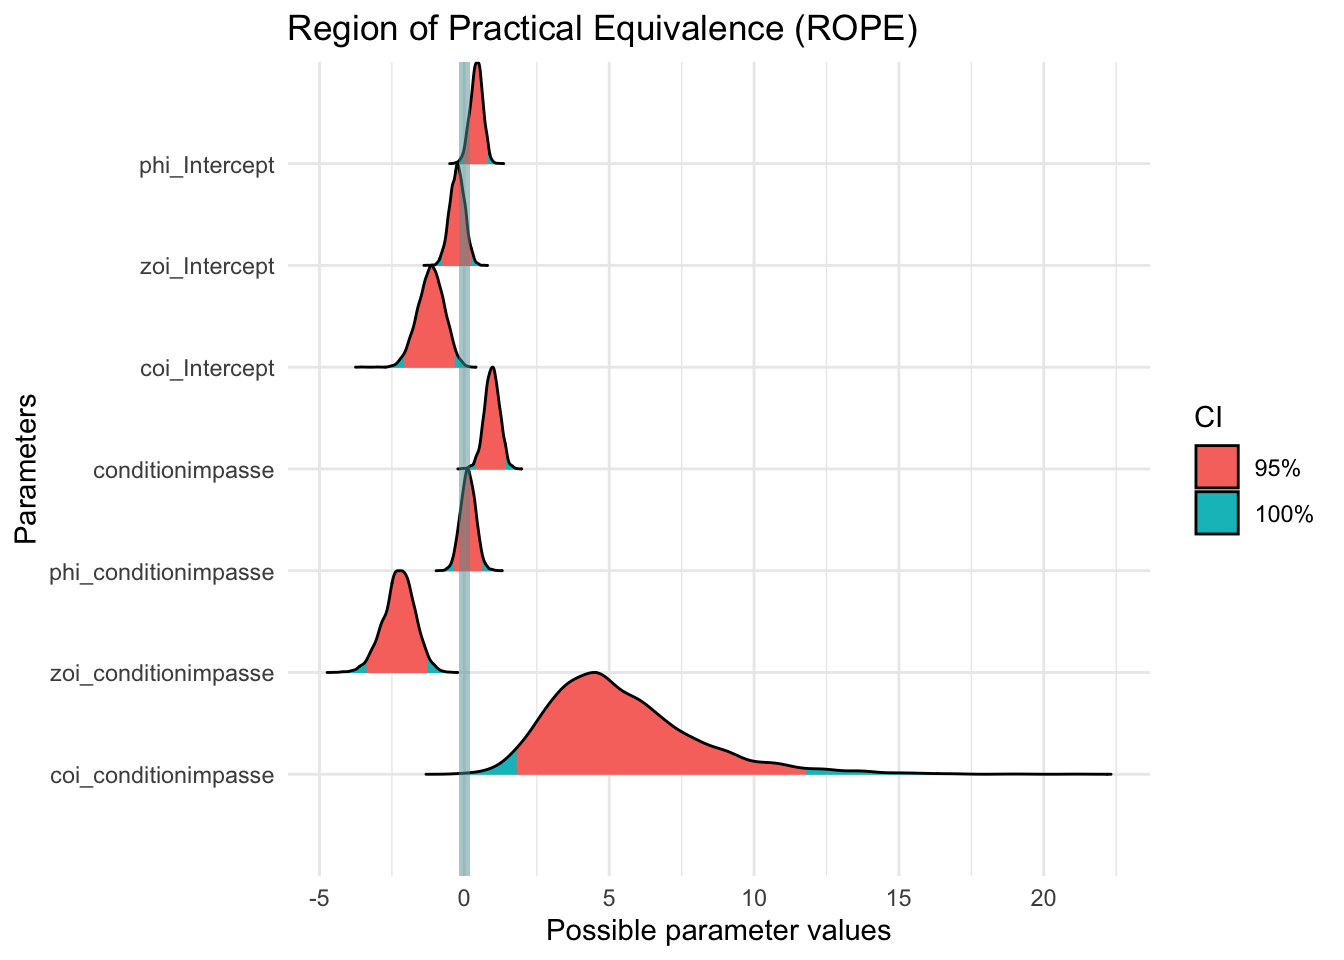 Region of Practical Equivalence (ROPE)
phi_Intercept
zoi_Intercept
coi_Intercept
conditionimpasse
phi_conditionimpasse
zoi_conditionimpasse
coi_conditionimpasse
Parameters
-5 0 5 10 15 20
Possible parameter values
CI
95%
100%